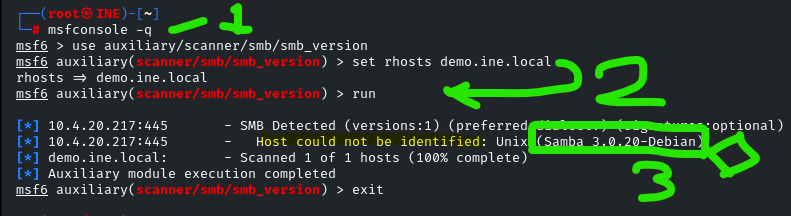 ┌──(root㉿INE)-[~]
└─# msfconsole -q
1
msf6 > use auxiliary/scanner/smb/smb_version
msf6 auxiliary(scanner/smb/smb_version) > set rhosts demo.ine.local
rhosts => demo.ine.local
2
msf6 auxiliary(scanner/smb/smb_version) > run
[*] 10.4.20.217:445 - SMB Detected (versions:1) (preferred dialect:) (signatures:optional)
[*] 10.4.20.217:445 - Host could not be identified: Unix (Samba 3.0.20-Debian)
[*] demo.ine.local: - Scanned 1 of 1 hosts (100% complete)
3
[*] Auxiliary module execution completed
msf6 auxiliary(scanner/smb/smb_version) > exit